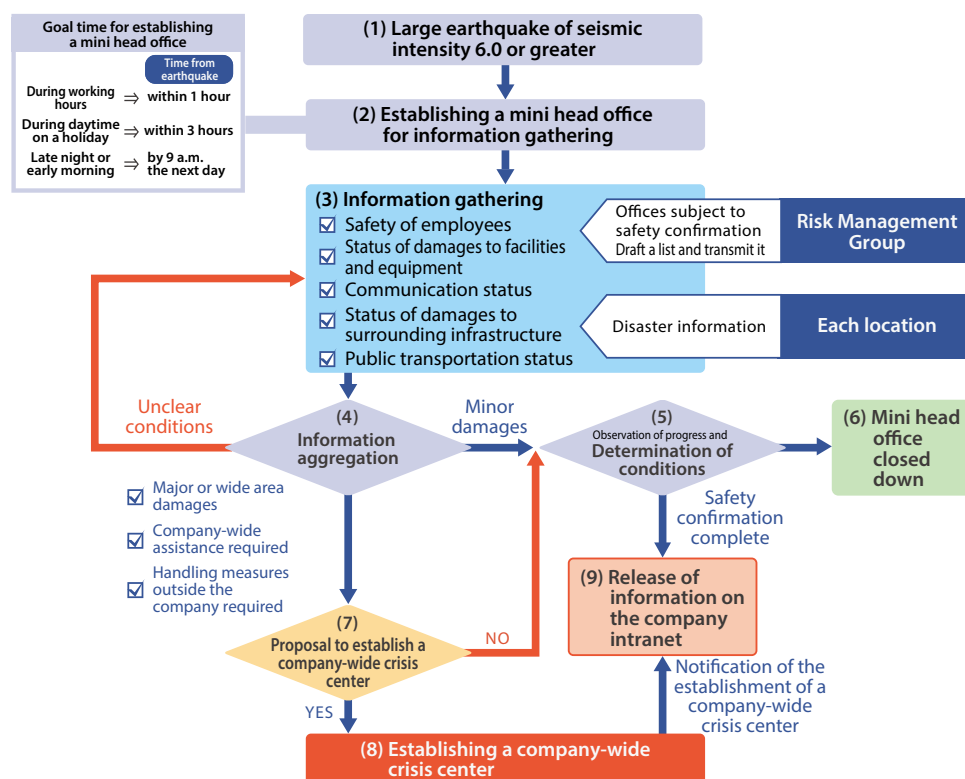 Goal time for establishing
a mini head office
Time from
earthquake
During working
hours
⇒ within 1 hour
During daytime
on a holiday
⇒ within 3 hours
Late night or
early morning
⇒ by 9 a.m.
the next day
(1) Large earthquake of seismic
intensity 6.0 or greater
(2) Establishing a mini head office
for information gathering
(3) Information gathering
Safety of employees
Status of damages to facilities
and equipment
Communication status
Status of damages to
surrounding infrastructure
Public transportation status
Offices subject to
safety confirmation
Draft a list and transmit it
Risk Management
Group
Disaster information
Each location
Unclear
conditions
(4)
Information
aggregation
Minor
damages
(5)
Observation of progress and
Determination of
conditions
(6) Mini head
office
closed
down
Major or wide area
damages
Company-wide
assistance required
Handling measures
outside the
company required
Safety
confirmation
complete
(9) Release of
information on
the company
intranet
(7)
Proposal to establish a
company-wide crisis
center
NO
YES
Notification of the
establishment of a
company-wide
crisis center
(8) Establishing a company-wide
crisis center